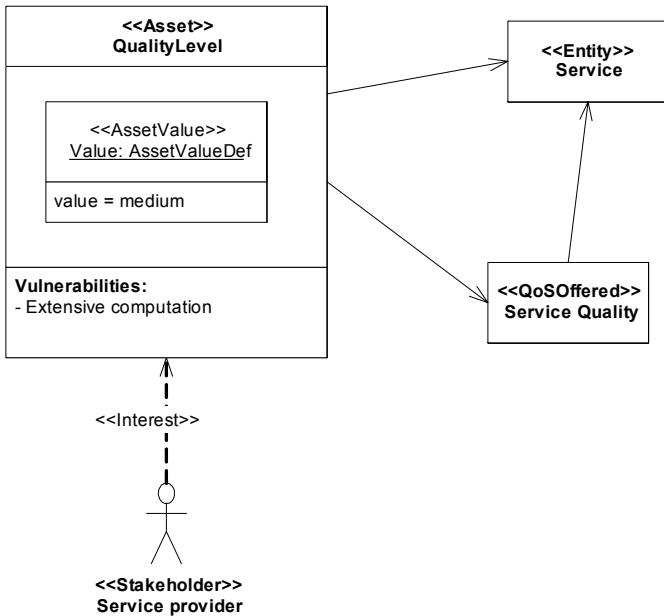 <<Asset>>
QualityLevel
<<AssetValue>>
Value: AssetValueDef
value = medium
Vulnerabilities:
- Extensive computation
<<Entity>>
Service
<<QoSOffered>>
Service Quality
<<Interest>>
<<Stakeholder>>
Service provider